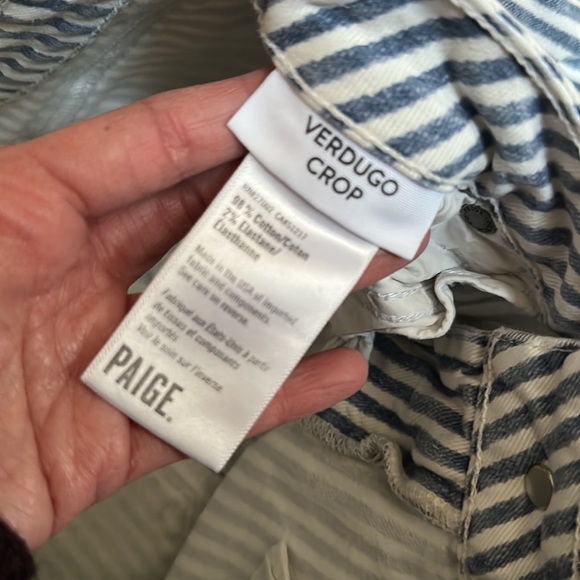 VERDUGO
CROP
98 % Cotton/Coton
2% Elastane/
Elasthanne
Made in the USA of imported
fabric and components.
See care on reverse.
Fabriqué aux États-Unis à partir
de tissus et composants
importés
Voir le soin sur l'inverse
PAIGE.